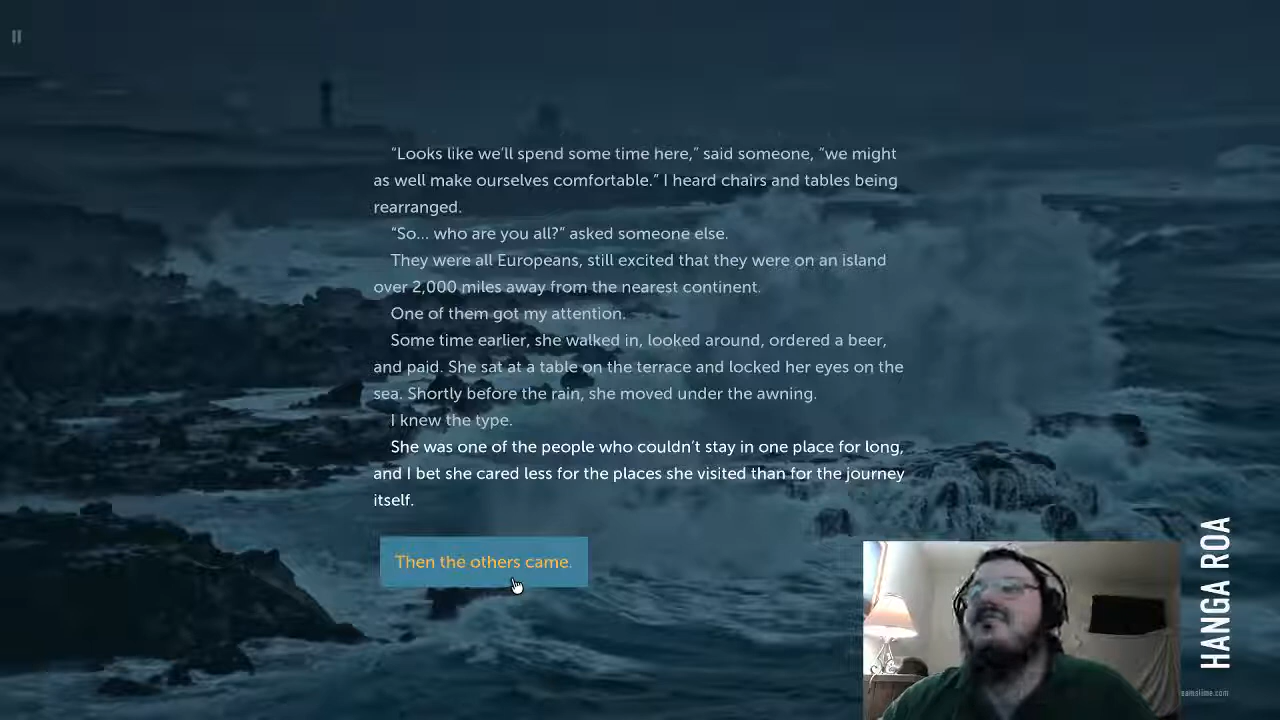 “Looks like we’ll spend some time here,” said someone, “we might
as well make ourselves comfortable.” I heard chairs and tables being
rearranged.
“So... who are you all?” asked someone else.
They were all Europeans, still excited that they were on an island
over 2,000 miles away from the nearest continent.
One of them got my attention.
Some time earlier, she walked in, looked around, ordered a beer,
and paid. She sat at a table on the terrace and locked her eyes on the
sea. Shortly before the rain, she moved under the awning.
I knew the type.
She was one of the people who couldn’t stay in one place for long,
and I bet she cared less for the places she visited than for the journey
itself.
Then the others came.
HANGA ROA